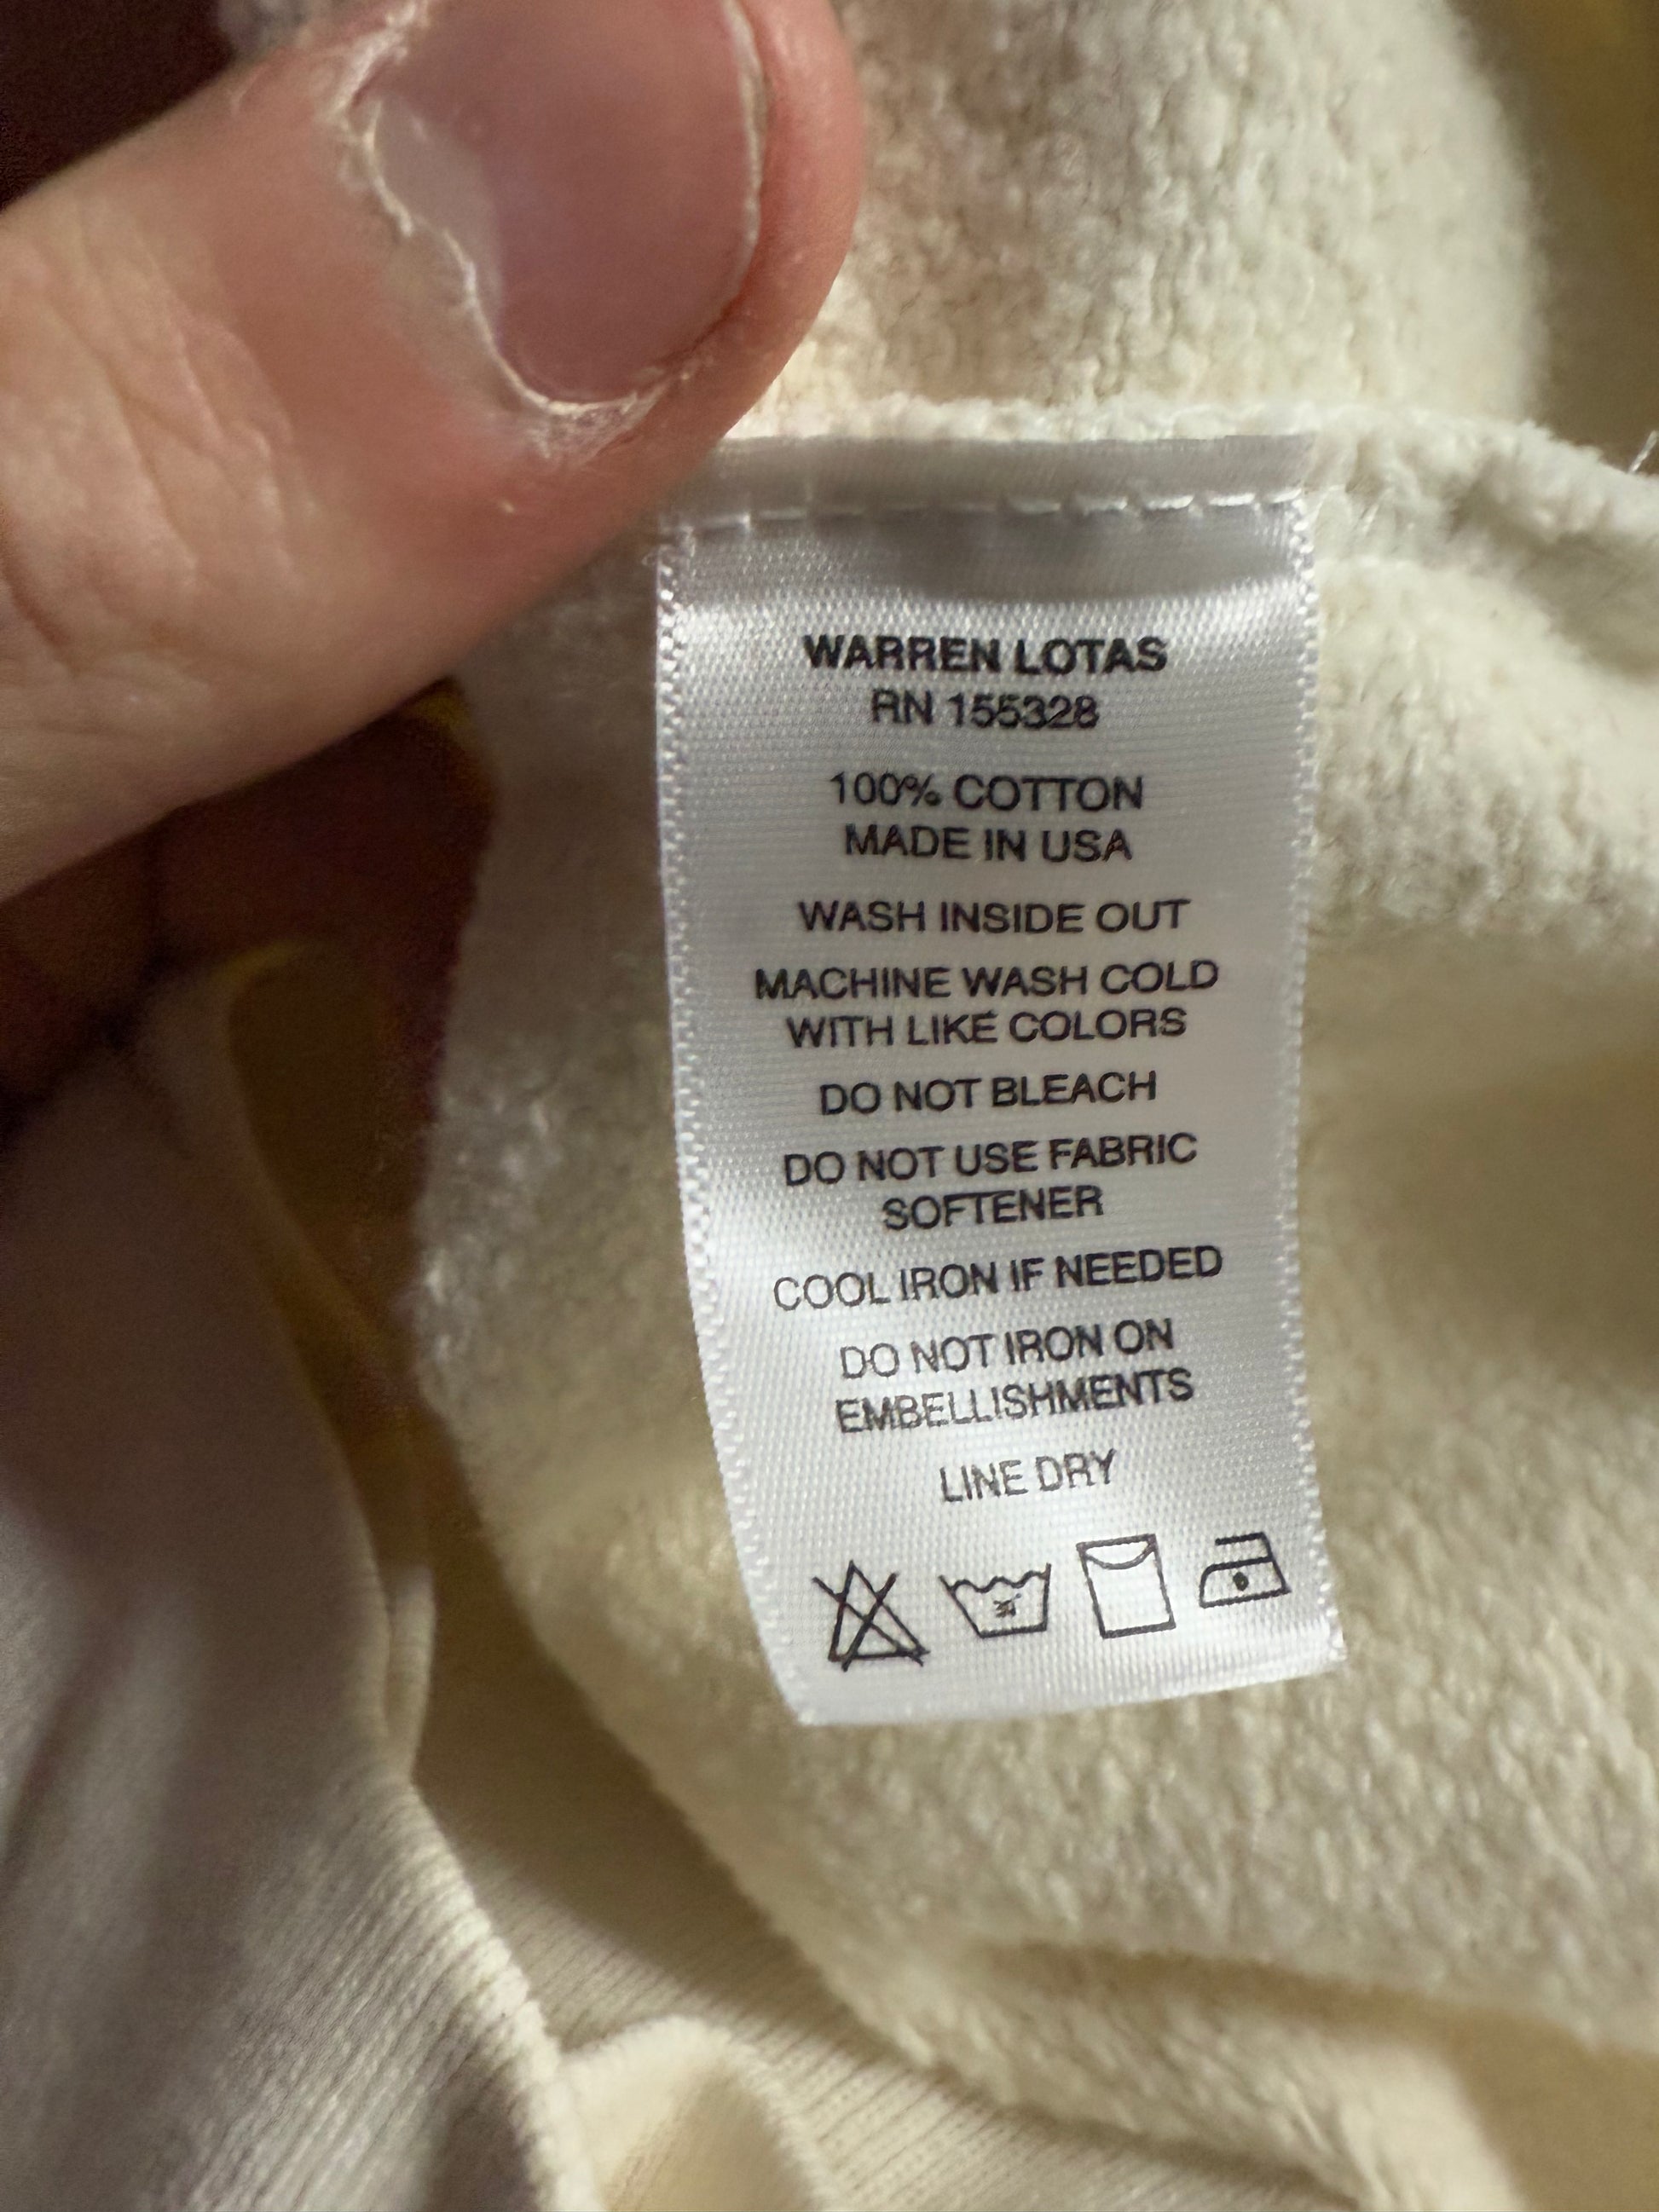 WARREN LOTAS
RN 155328
100% COTTON
MADE IN USA
WASH INSIDE OUT
MACHINE WASH COLD
WITH LIKE COLORS
DO NOT BLEACH
DO NOT USE FABRIC
SOFTENER
COOL IRON IF NEEDED
DO NOT IRON ON
EMBELLISHMENTS
LINE DRY